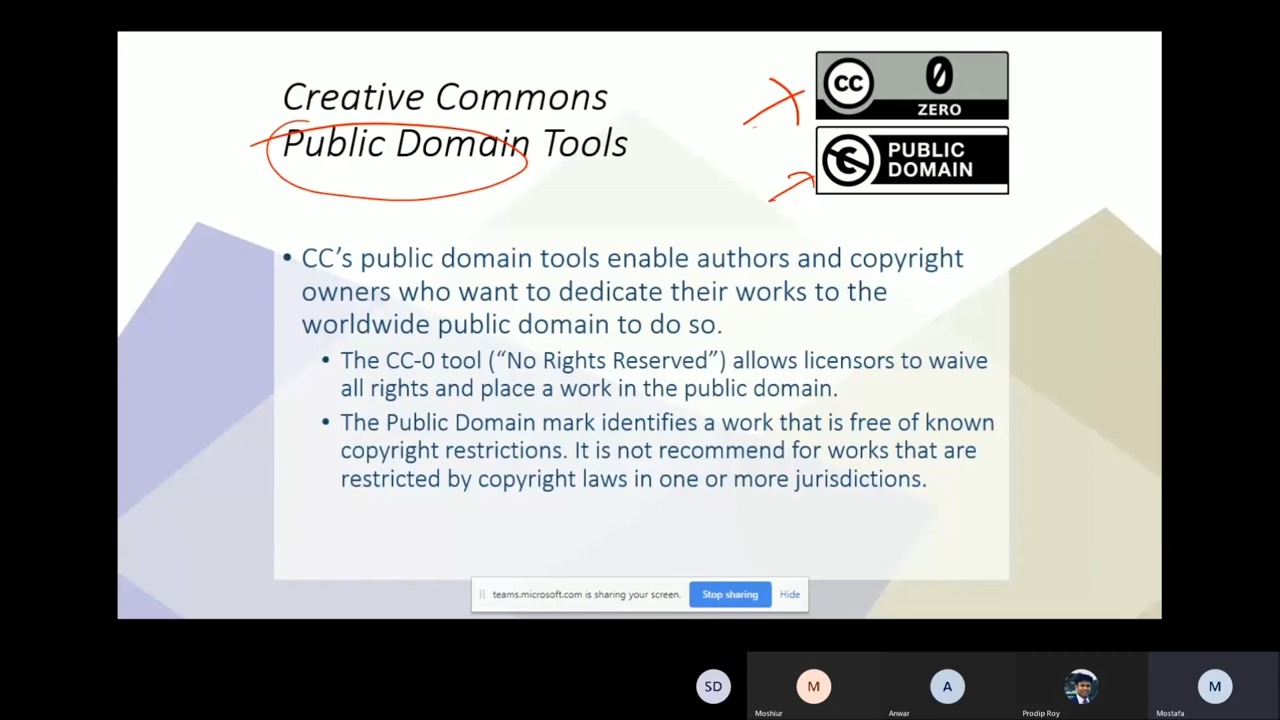 Creative Commons
Public Domain Tools
CC 0
ZERO
PUBLIC
DOMAIN
• CC’s public domain tools enable authors and copyright
owners who want to dedicate their works to the
worldwide public domain to do so.
• The CC-0 tool (“No Rights Reserved”) allows licensors to waive
all rights and place a work in the public domain.
• The Public Domain mark identifies a work that is free of known
copyright restrictions. It is not recommend for works that are
restricted by copyright laws in one or more jurisdictions.
teams.microsoft.com is sharing your screen. Stop sharing Hide
SD M A M
Moshiur Anwar Prodip Roy Mostafa